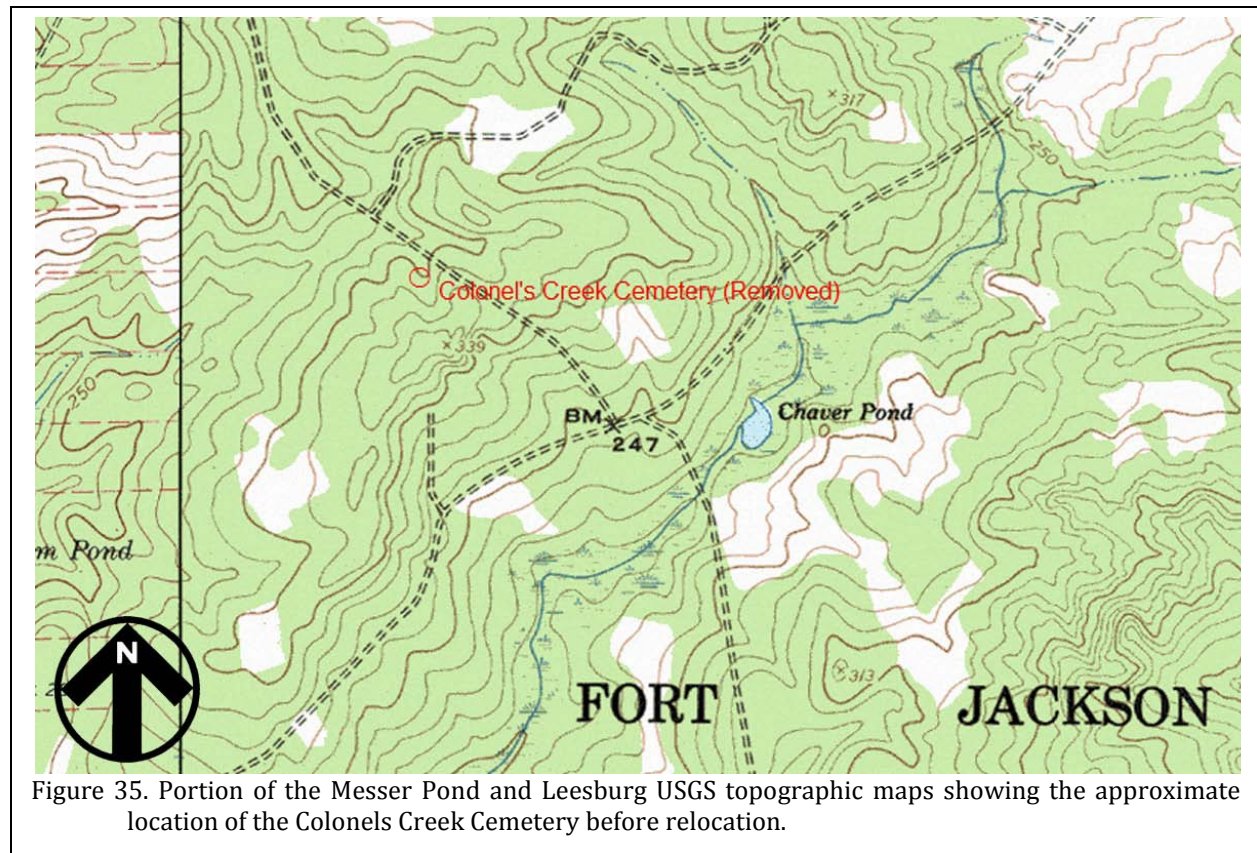 × 317
250
Colonel's Creek Cemetery (Removed)
× 339
250
BM
247
Chaver Pond
m Pond
N
313
FORT JACKSON
Figure 35. Portion of the Messer Pond and Leesburg USGS topographic maps showing the approximate
location of the Colonels Creek Cemetery before relocation.